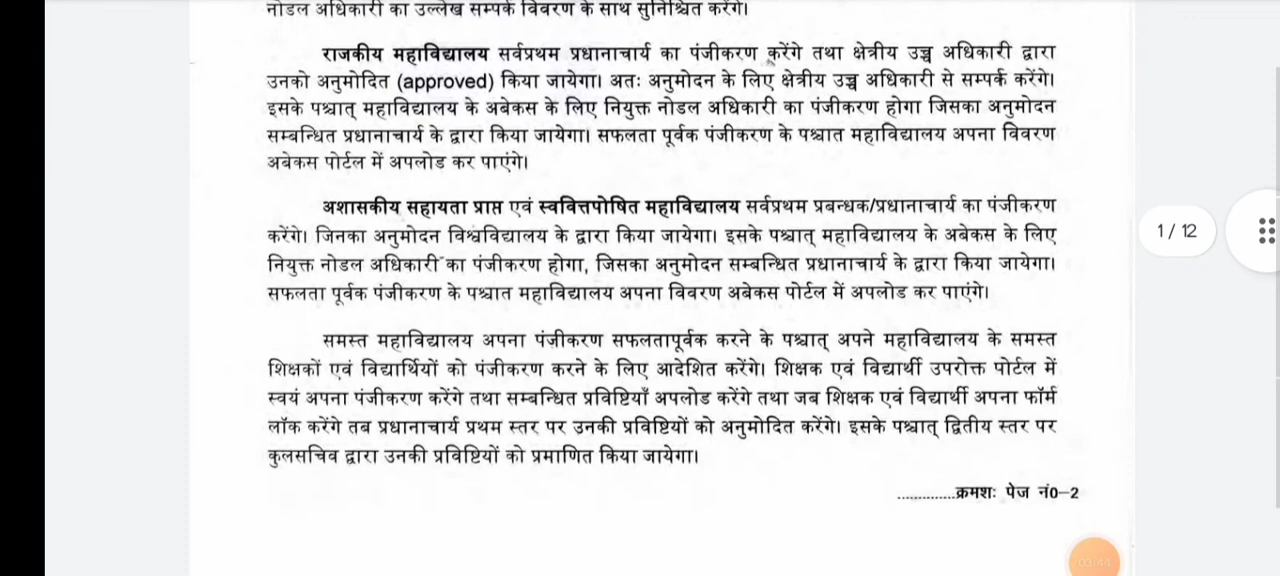 नोडल अधिकारी का उल्लेख सम्पर्क विवरण के साथ सुनिश्चित करेंगे।
राजकीय महाविद्यालय सर्वप्रथम प्रधानाचार्य का पंजीकरण करेंगे तथा क्षेत्रीय उच्च अधिकारी द्वारा
उनको अनुमोदित (approved) किया जायेगा। अतः अनुमोदन के लिए क्षेत्रीय उच्च अधिकारी से सम्पर्क करेंगे।
इसके पश्चात् महाविद्यालय के अबेकस के लिए नियुक्त नोडल अधिकारी का पंजीकरण होगा जिसका अनुमोदन
सम्बन्धित प्रधानाचार्य के द्वारा किया जायेगा। सफलता पूर्वक पंजीकरण के पश्चात महाविद्यालय अपना विवरण
अबेकस पोर्टल में अपलोड कर पाएंगे।
अशासकीय सहायता प्राप्त एवं स्ववित्तपोषित महाविद्यालय सर्वप्रथम प्रबन्धक/प्रधानाचार्य का पंजीकरण
करेंगे। जिनका अनुमोदन विश्वविद्यालय के द्वारा किया जायेगा। इसके पश्चात् महाविद्यालय के अबेकस के लिए
नियुक्त नोडल अधिकारी का पंजीकरण होगा, जिसका अनुमोदन सम्बन्धित प्रधानाचार्य के द्वारा किया जायेगा।
सफलता पूर्वक पंजीकरण के पश्चात महाविद्यालय अपना विवरण अबेकस पोर्टल में अपलोड कर पाएंगे।
1 / 12
समस्त महाविद्यालय अपना पंजीकरण सफलतापूर्वक करने के पश्चात् अपने महाविद्यालय के समस्त
शिक्षकों एवं विद्यार्थियों को पंजीकरण करने के लिए आदेशित करेंगे। शिक्षक एवं विद्यार्थी उपरोक्त पोर्टल में
स्वयं अपना पंजीकरण करेंगे तथा सम्बन्धित प्रविष्टियाँ अपलोड करेंगे तथा जब शिक्षक एवं विद्यार्थी अपना फॉर्म
लॉक करेंगे तब प्रधानाचार्य प्रथम स्तर पर उनकी प्रविष्टियों को अनुमोदित करेंगे। इसके पश्चात् द्वितीय स्तर पर
कुलसचिव द्वारा उनकी प्रविष्टियों को प्रमाणित किया जायेगा।
..............क्रमशः पेज नं0–2
03:44